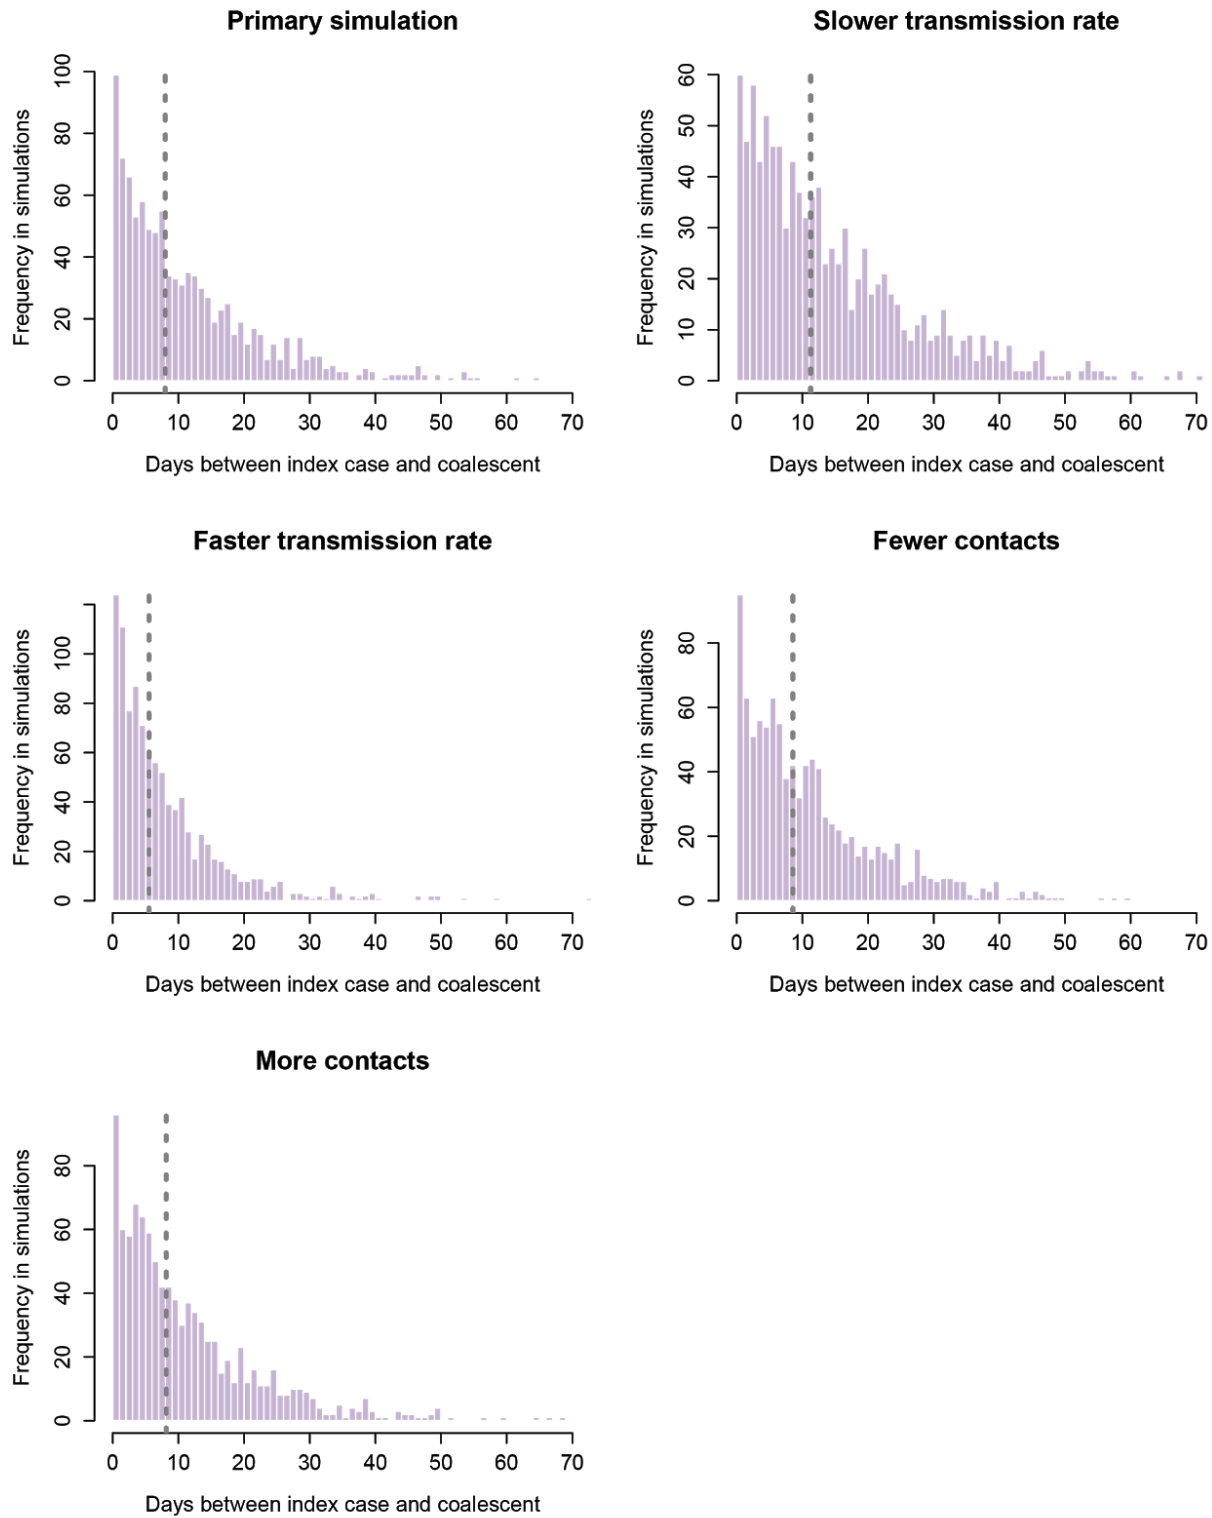 Primary simulation
Frequency in simulations
100
80
60
40
20
0
0 10 20 30 40 50 60 70
Days between index case and coalescent
Slower transmission rate
Frequency in simulations
60
50
40
30
20
10
0
0 10 20 30 40 50 60 70
Days between index case and coalescent
Faster transmission rate
Frequency in simulations
100
80
60
40
20
0
0 10 20 30 40 50 60 70
Days between index case and coalescent
Fewer contacts
Frequency in simulations
80
60
40
20
0
0 10 20 30 40 50 60 70
Days between index case and coalescent
More contacts
Frequency in simulations
80
60
40
20
0
0 10 20 30 40 50 60 70
Days between index case and coalescent